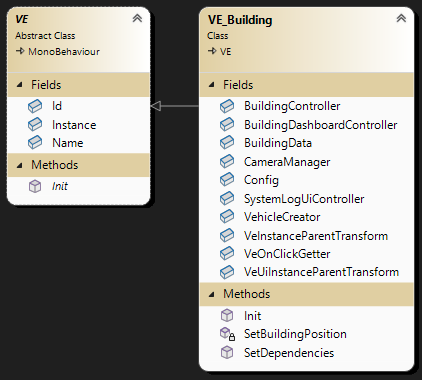 VE
Abstract Class
MonoBehaviour
Fields
Id
Instance
Name
Methods
Init
VE_Building
Class
VE
Fields
BuildingController
BuildingDashboardController
BuildingData
CameraManager
Config
SystemLogUiController
VehicleCreator
VeInstanceParentTransform
VeOnClickGetter
VeUiInstanceParentTransform
Methods
Init
SetBuildingPosition
SetDependencies